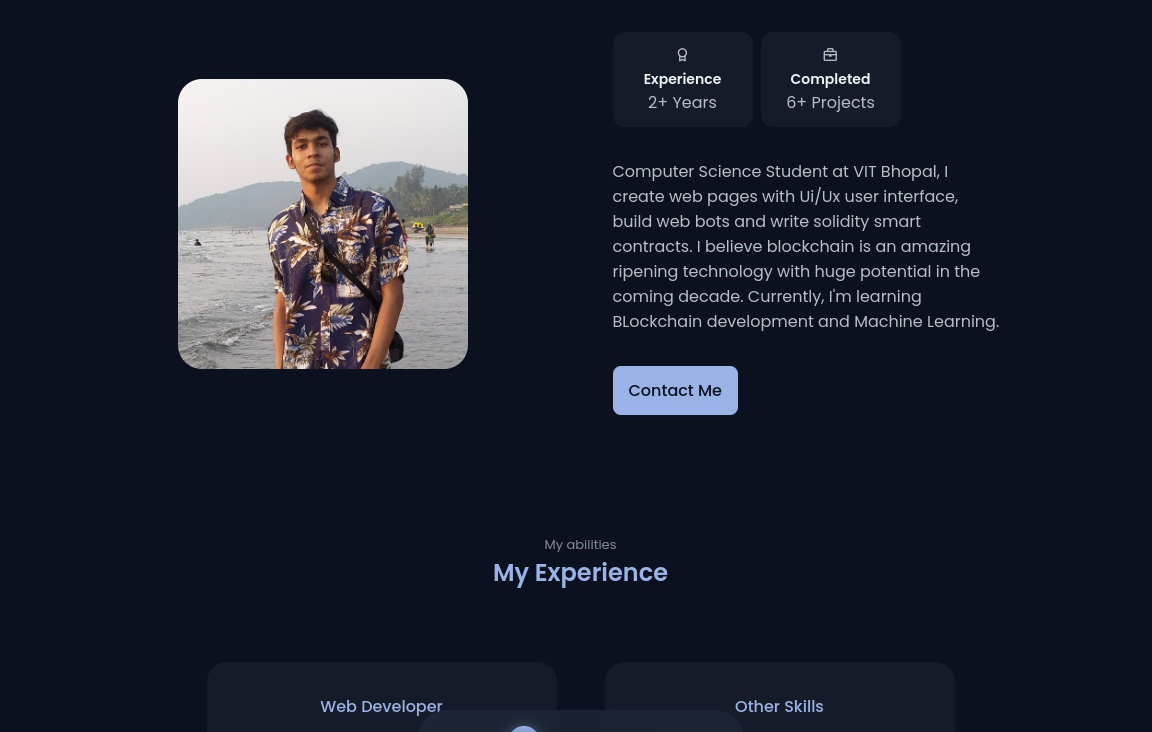 Experience
2+ Years
Completed
6+ Projects
Computer Science Student at VIT Bhopal, I
create web pages with Ui/Ux user interface,
build web bots and write solidity smart
contracts. I believe blockchain is an amazing
ripening technology with huge potential in the
coming decade. Currently, I'm learning
BLockchain development and Machine Learning.
Contact Me
My abilities
My Experience
Web Developer
Other Skills